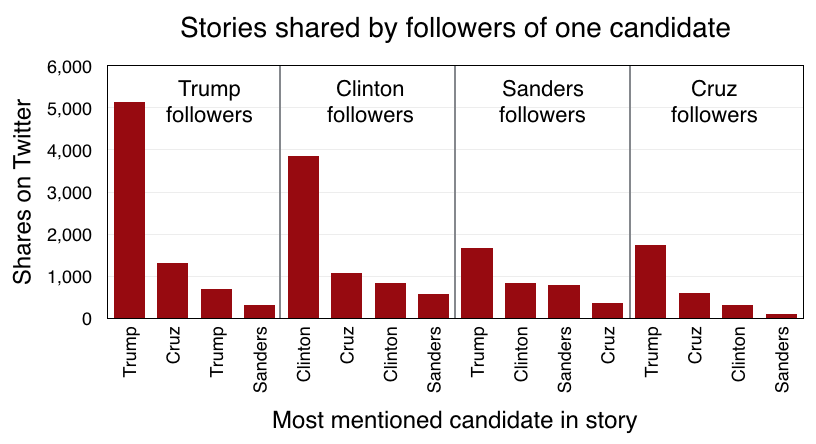 Stories shared by followers of one candidate
Shares on Twitter
6,000
5,000
4,000
3,000
2,000
1,000
0
Trump
followers
Clinton
followers
Sanders
followers
Cruz
followers
Trump
Cruz
Trump
Sanders
Clinton
Cruz
Clinton
Sanders
Trump
Clinton
Sanders
Cruz
Trump
Cruz
Clinton
Sanders
Most mentioned candidate in story